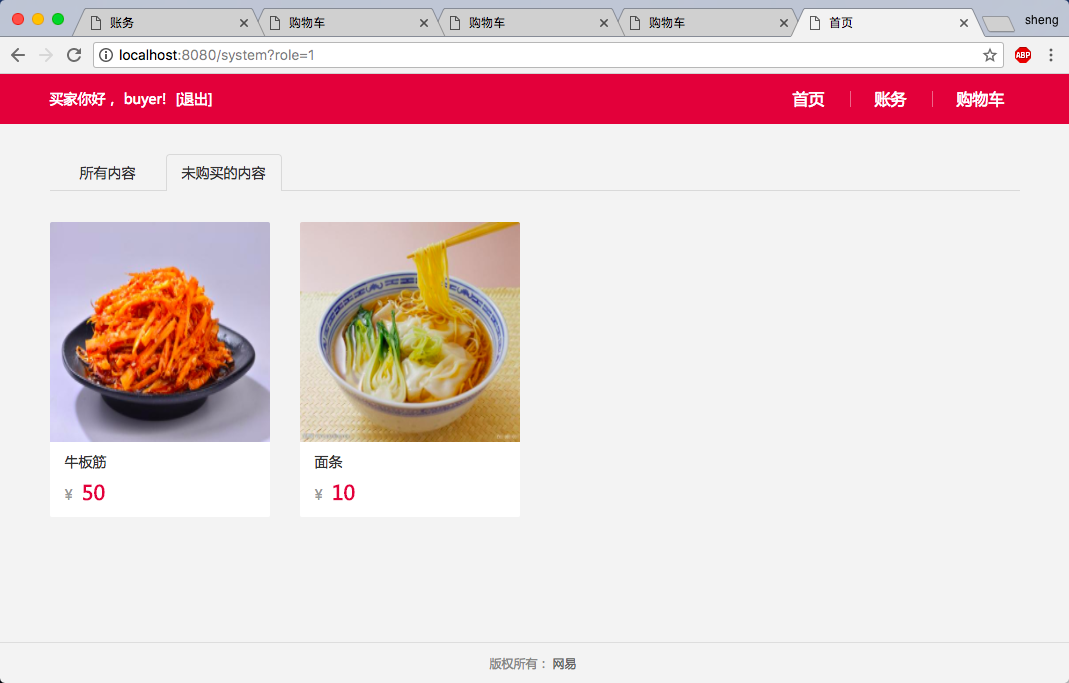 账务 购物车 购物车 购物车 首页 sheng
localhost:8080/system?role=1 ABP
买家你好， buyer! [退出] 首页 账务 购物车
所有内容 未购买的内容
牛板筋 面条
¥ 50 ¥ 10
版权所有：网易